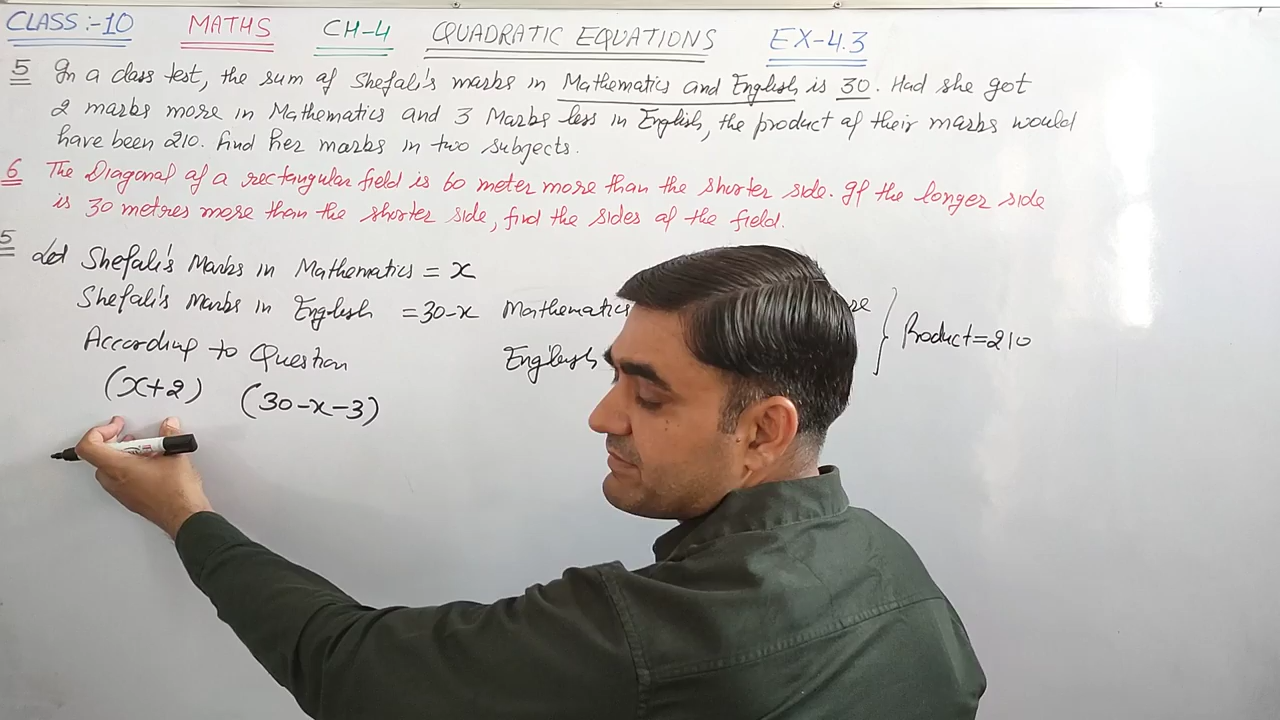 CLASS:-10 MATHS CH-4 QUADRATIC EQUATIONS EX-4.3
5 In a class test, the sum of Shefali's marks in Mathematics and English is 30. Had she got
2 marks more in Mathematics and 3 Marks less in English, the product of their marks would
have been 210. Find her marks in two subjects.
6 The Diagonal of a rectangular field is 60 meter more than the shorter side. If the longer side
is 30 metres more than the shorter side, find the sides of the field.
5 Let Shefali's Marks in Mathematics = x
Shefali's Marks in English = 30-x Mathematics
According to Question English } Product=210
(x+2) (30-x-3)